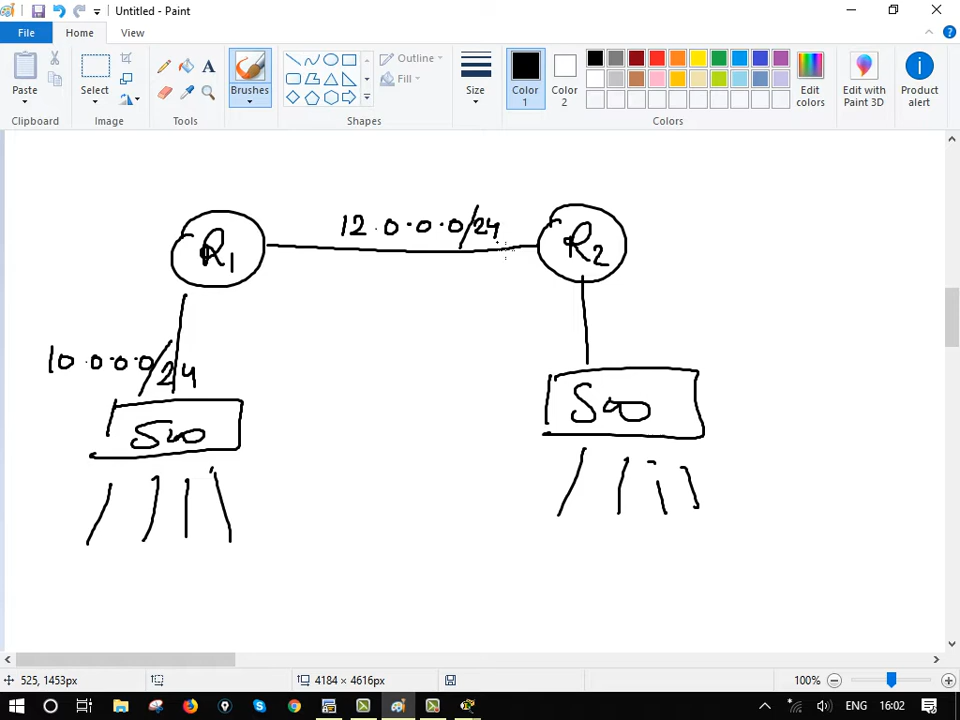 Untitled - Paint
File Home View
Paste Select Brushes Outline Fill Size Color 1 Color 2 Edit colors Edit with Paint 3D Product alert
Clipboard Image Tools Shapes Colors
12.0.0.0/24
R1 R2
10.0.0.0/24
500
500
525, 1453px 4184 × 4616px 100%
ENG 16:02